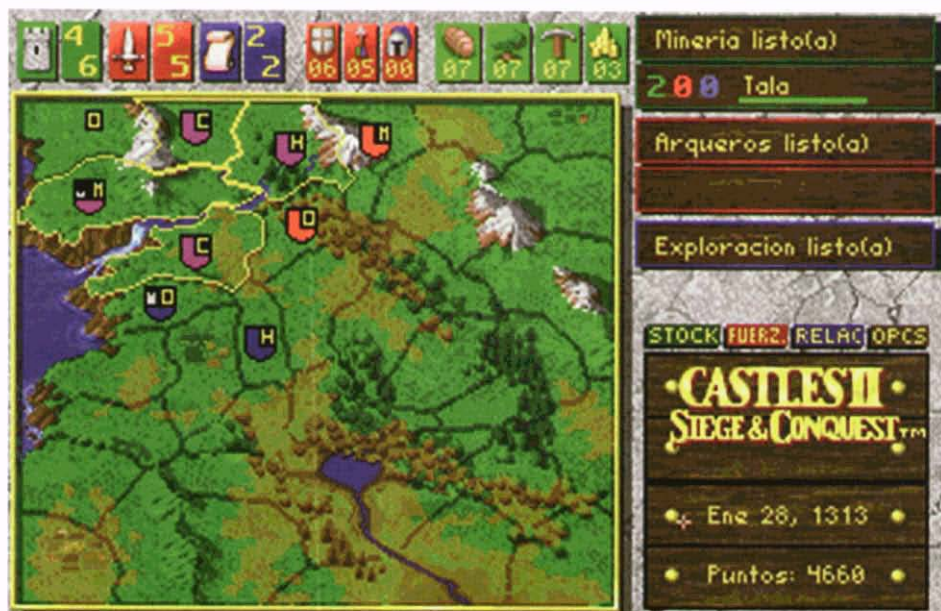 4 6
5 5
2 2
06 05 00
07 07 07 03
Mineria listo(a)
200 Tala
Arqueros listo(a)
Exploracion listo(a)
STOCK FUERZ. RELAC OPCS
CASTLES II
SIEGE & CONQUEST TM
Ene 28, 1313
Puntos: 4660
O
C
H
M
M
C
O
O
H